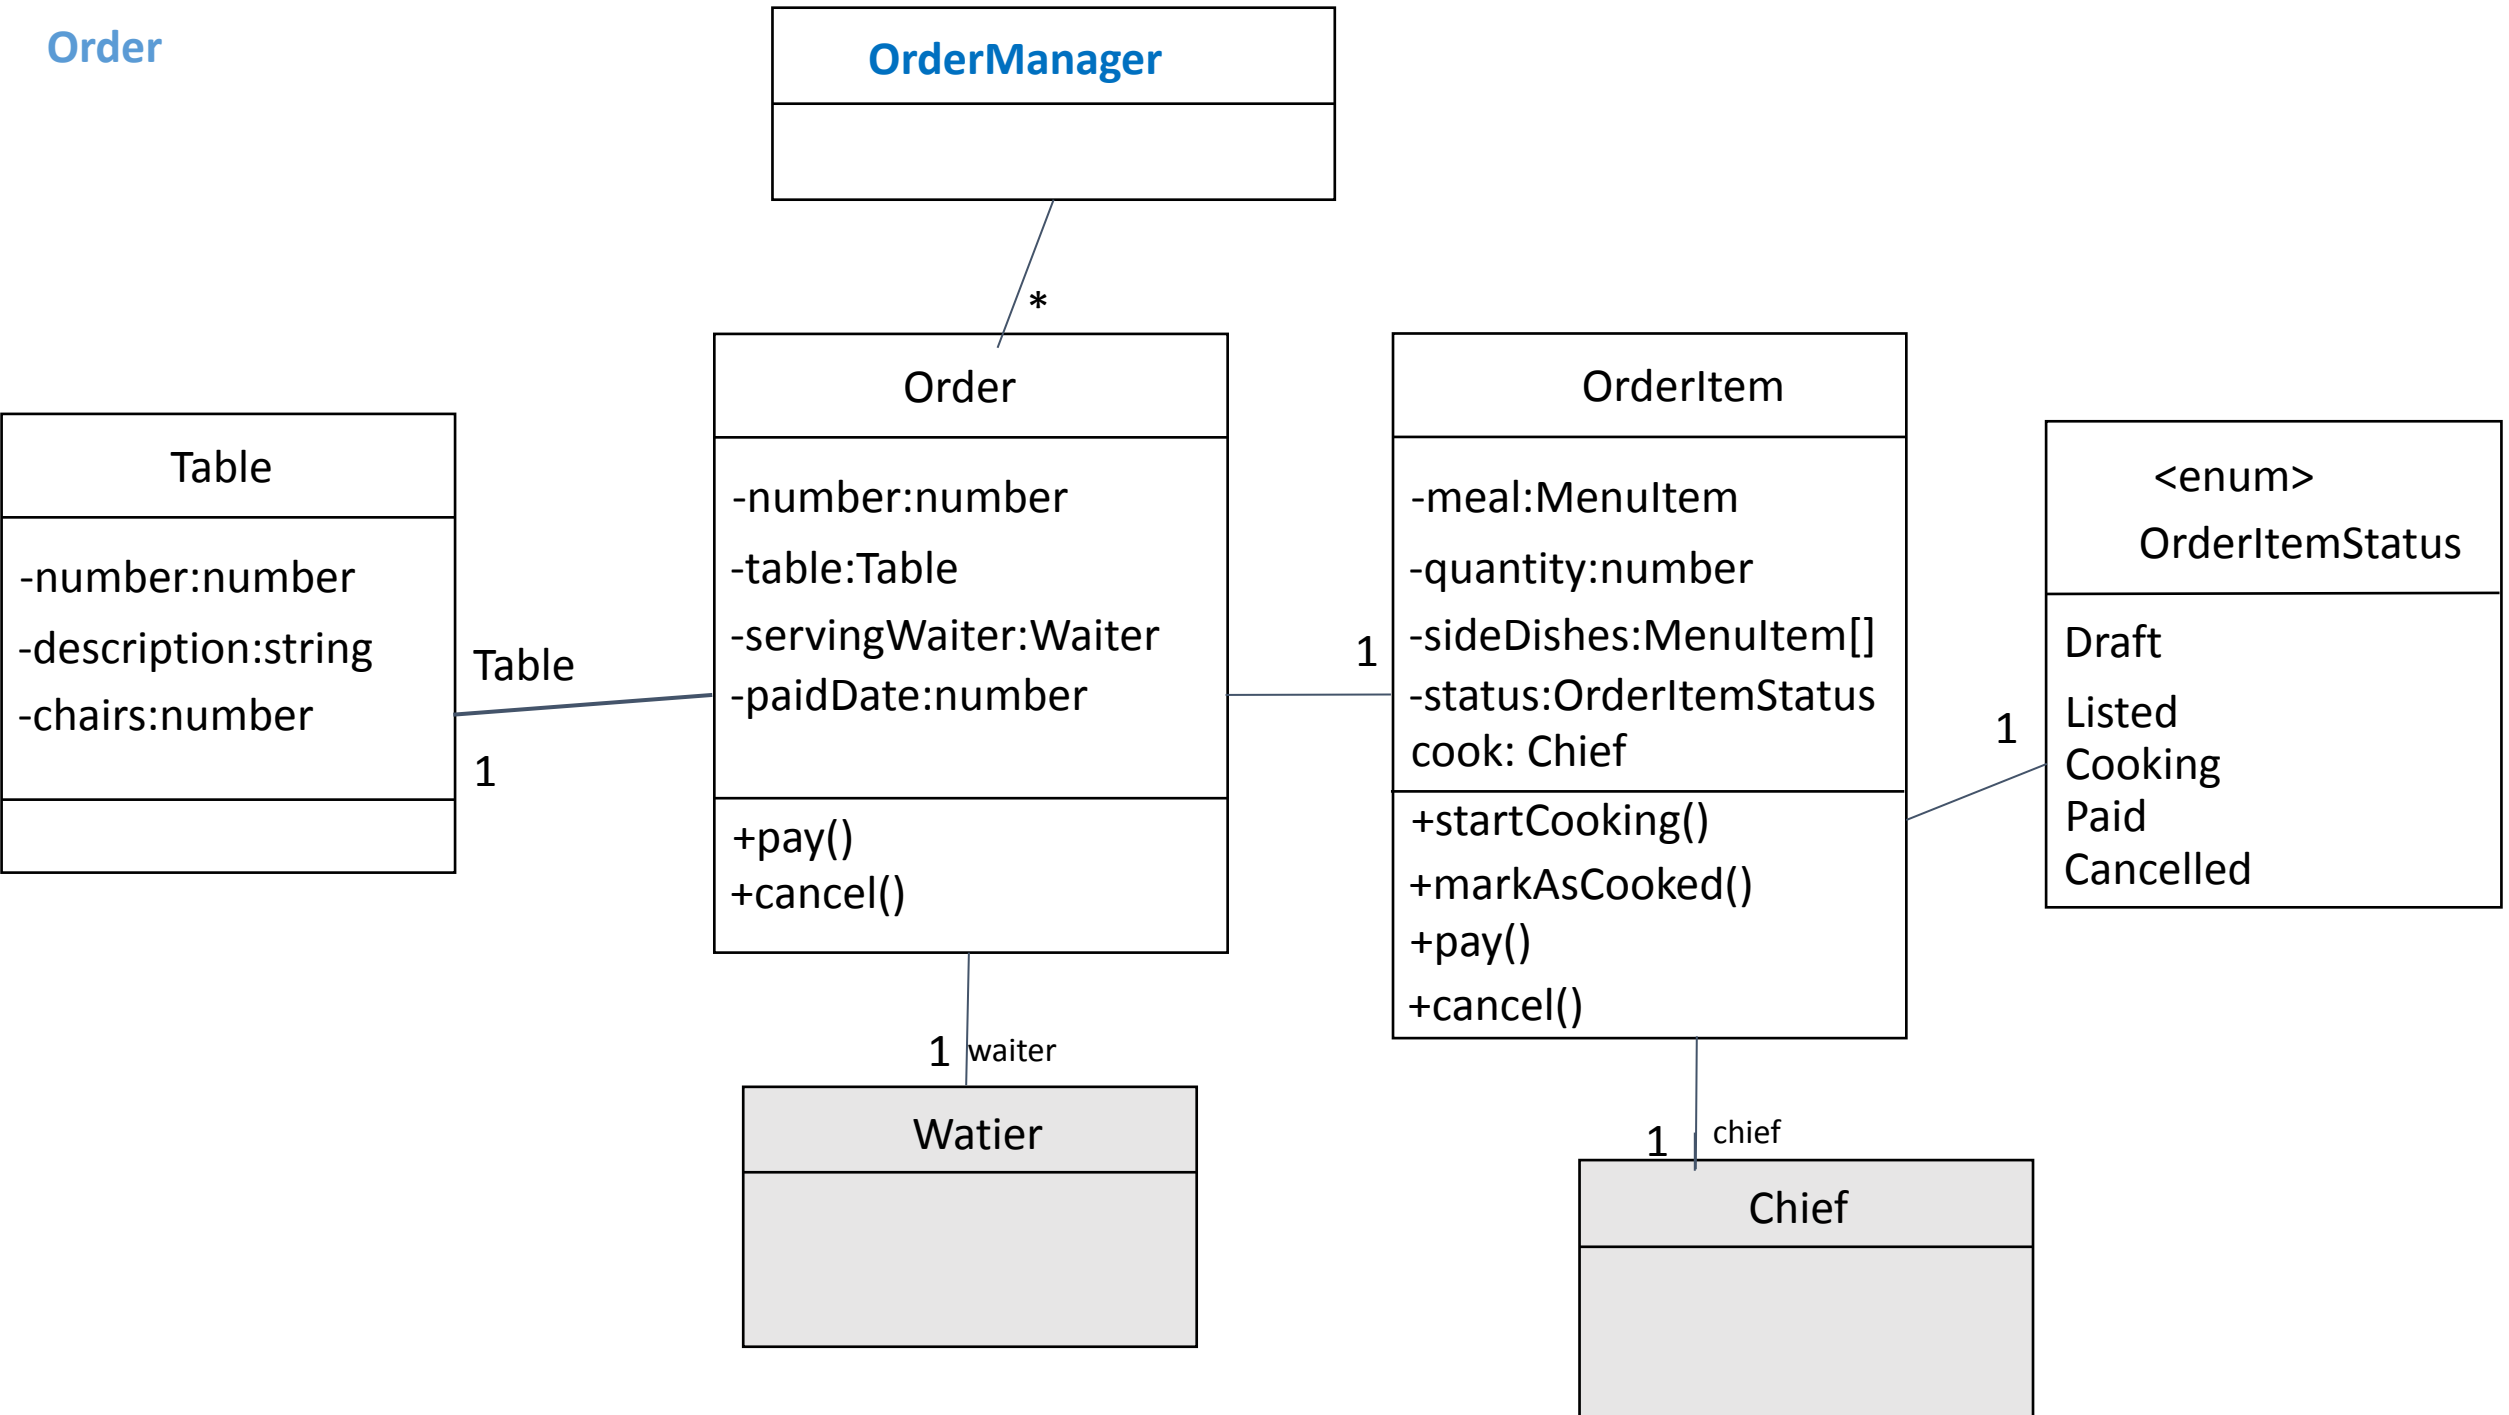 Order
OrderManager
*
Table
-number:number
-description:string
-chairs:number
Table
1
Order
-number:number
-table:Table
-servingWaiter:Waiter
-paidDate:number
+pay()
+cancel()
1
OrderItem
-meal:MenuItem
-quantity:number
-sideDishes:MenuItem[]
-status:OrderItemStatus
cook: Chief
+startCooking()
+markAsCooked()
+pay()
+cancel()
1
<enum>
OrderItemStatus
Draft
Listed
Cooking
Paid
Cancelled
1 waiter
Watier
1 chief
Chief